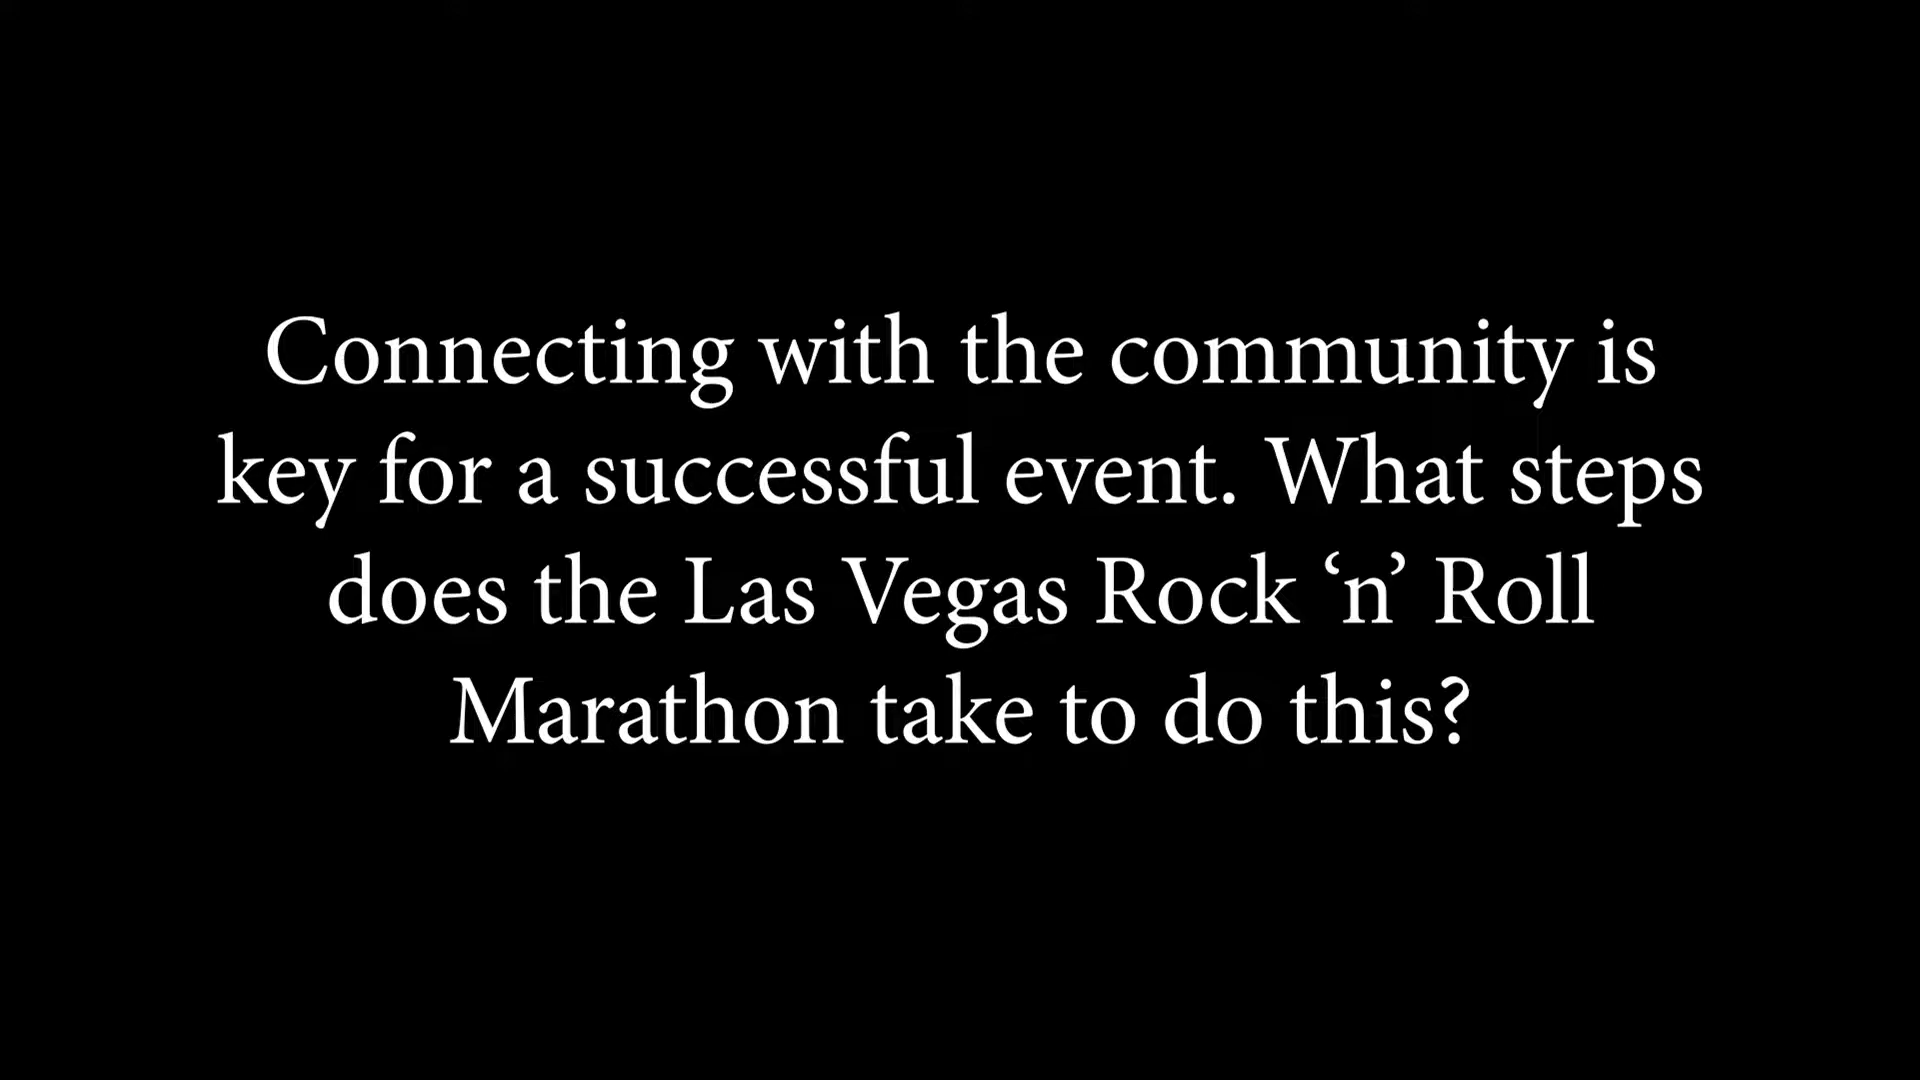 Connecting with the community is
key for a successful event. What steps
does the Las Vegas Rock ‘n’ Roll
Marathon take to do this?